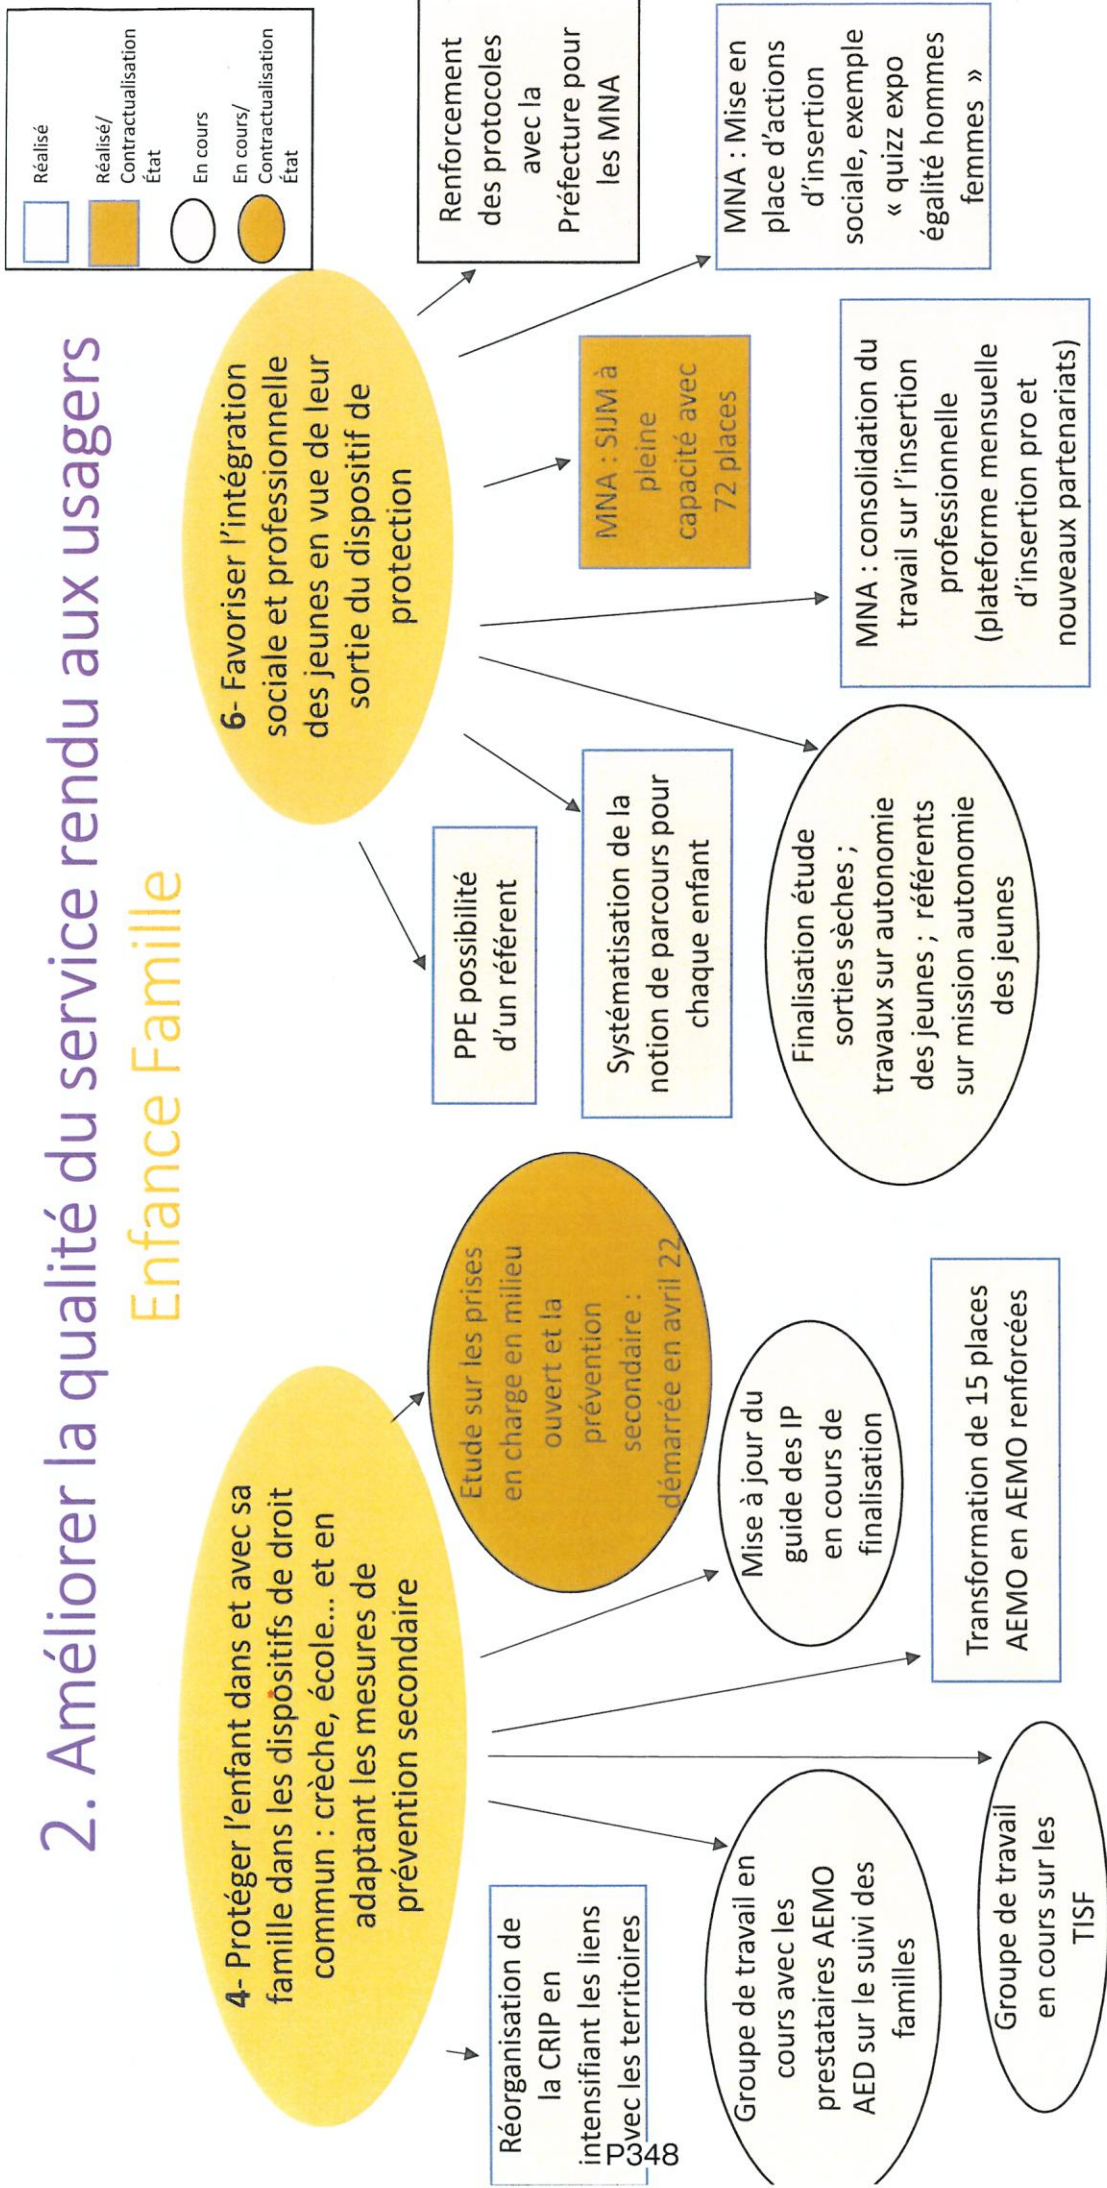 2. Améliorer la qualité du service rendu aux usagers
Enfance Famille
Réalisé
Réalisé/
Contractualisation
État
En cours
En cours/
Contractualisation
État
4- Protéger l'enfant dans et avec sa
famille dans les dispositifs de droit
commun : crèche, école... et en
adaptant les mesures de
prévention secondaire
Réorganisation de
la CRIP en
intensifiant les liens
avec les territoires
Groupe de travail en
cours avec les
prestataires AEMO
AED sur le suivi des
familles
Groupe de travail
en cours sur les
TISF
Transformation de 15 places
AEMO en AEMO renforcées
Mise à jour du
guide des IP
en cours de
finalisation
Etude sur les prises
en charge en milieu
ouvert et la
prévention
secondaire :
démarrée en avril 22
6- Favoriser l'intégration
sociale et professionnelle
des jeunes en vue de leur
sortie du dispositif de
protection
PPE possibilité
d'un référent
Systématisation de la
notion de parcours pour
chaque enfant
Finalisation étude
sorties sèches ;
travaux sur autonomie
des jeunes ; référents
sur mission autonomie
des jeunes
MNA : consolidation du
travail sur l'insertion
professionnelle
(plateforme mensuelle
d'insertion pro et
nouveaux partenariats)
MNA : SIJM à
pleine
capacité avec
72 places
MNA : Mise en
place d'actions
d'insertion
sociale, exemple
« quizz expo
égalité hommes
femmes »
Renforcement
des protocoles
avec la
Préfecture pour
les MNA
P348